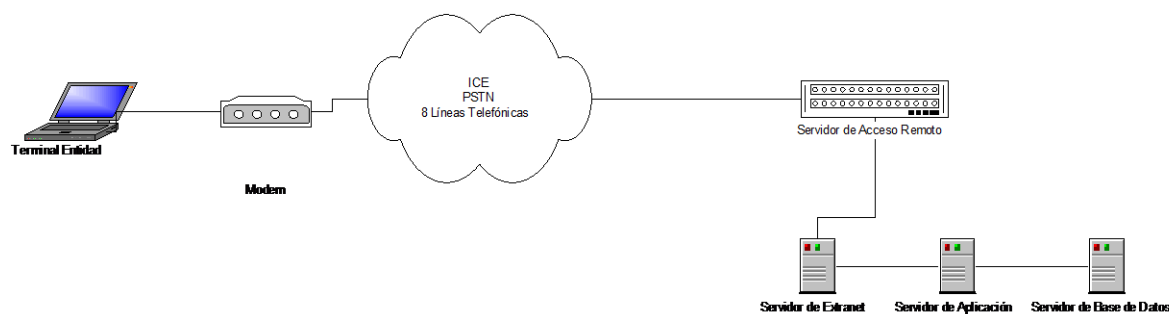 ICE
PSTN
8 Líneas Telefónicas
Servidor de Acceso Remoto
Terminal Entidad
Modem
Servidor de Extranet
Servidor de Aplicación
Servidor de Base de Datos